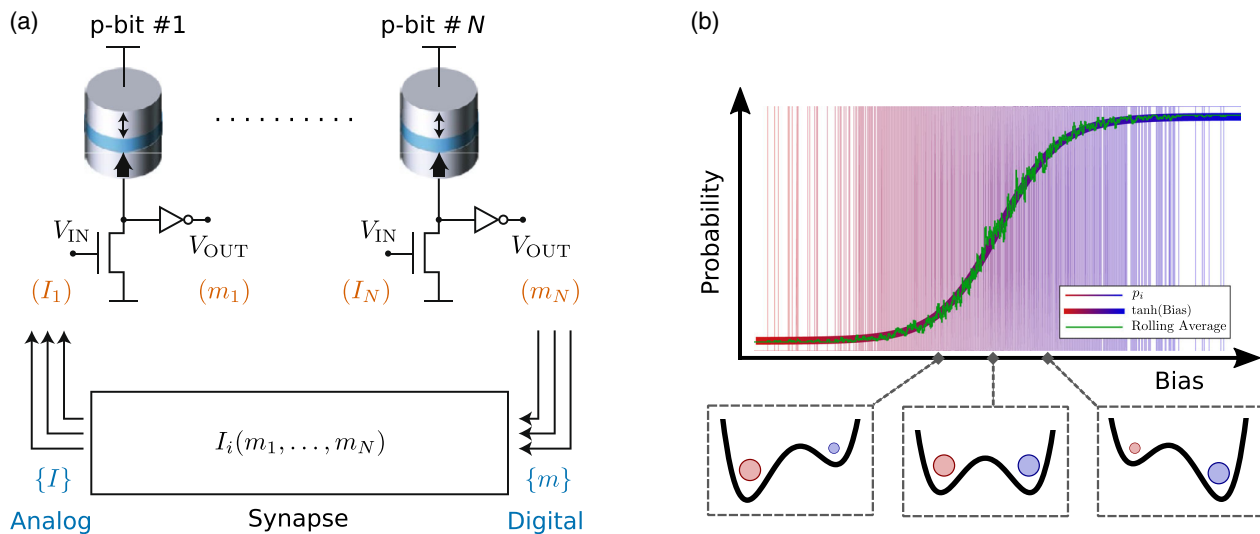 (a)
p-bit #1
p-bit # N
. . . . . . . . . .
V_IN
V_OUT
V_IN
V_OUT
(I_1)
(m_1)
(I_N)
(m_N)
I_i(m_1, . . . , m_N)
{I}
{m}
Analog
Synapse
Digital
(b)
Probability
p_i
tanh(Bias)
Rolling Average
Bias